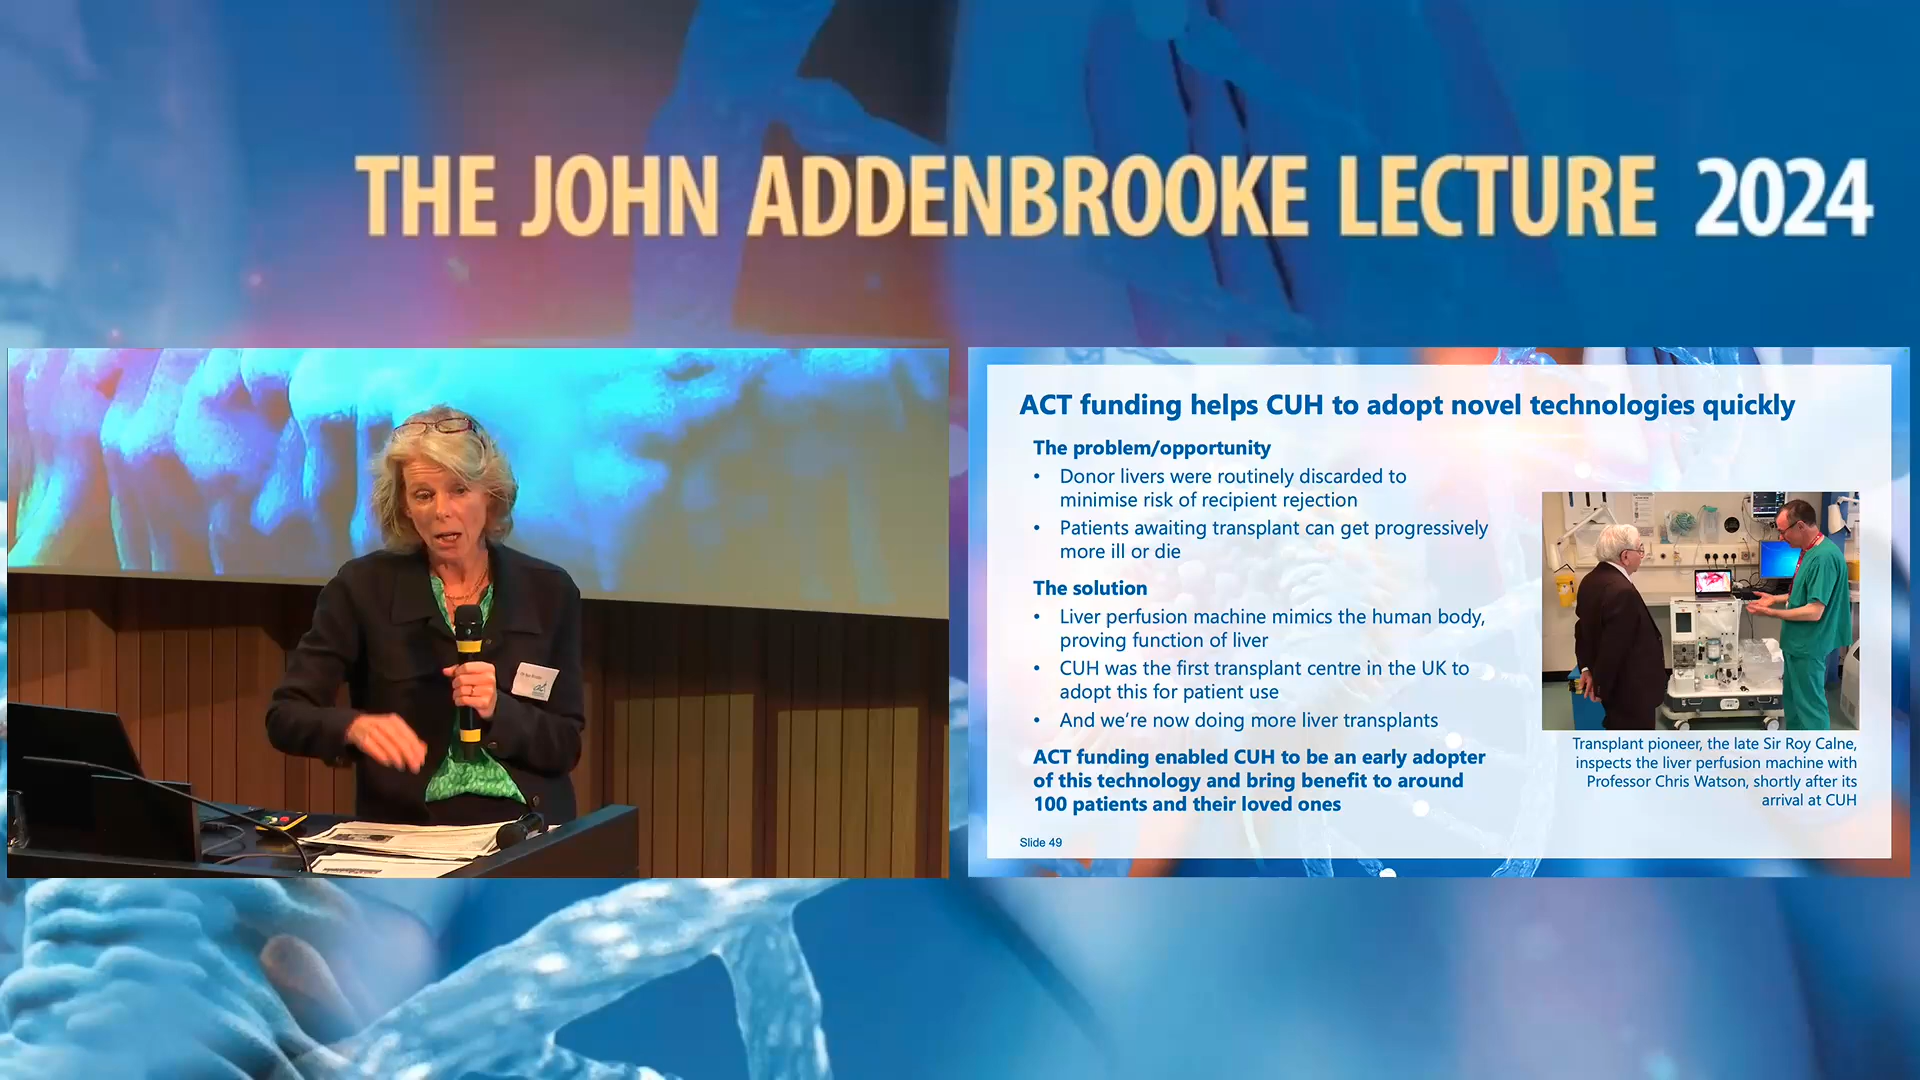 THE JOHN ADDENBROOKE LECTURE 2024
ACT funding helps CUH to adopt novel technologies quickly
The problem/opportunity
• Donor livers were routinely discarded to
minimise risk of recipient rejection
• Patients awaiting transplant can get progressively
more ill or die
The solution
• Liver perfusion machine mimics the human body,
proving function of liver
• CUH was the first transplant centre in the UK to
adopt this for patient use
• And we’re now doing more liver transplants
ACT funding enabled CUH to be an early adopter
of this technology and bring benefit to around
100 patients and their loved ones
Transplant pioneer, the late Sir Roy Calne,
inspects the liver perfusion machine with
Professor Chris Watson, shortly after its
arrival at CUH
Slide 49
act